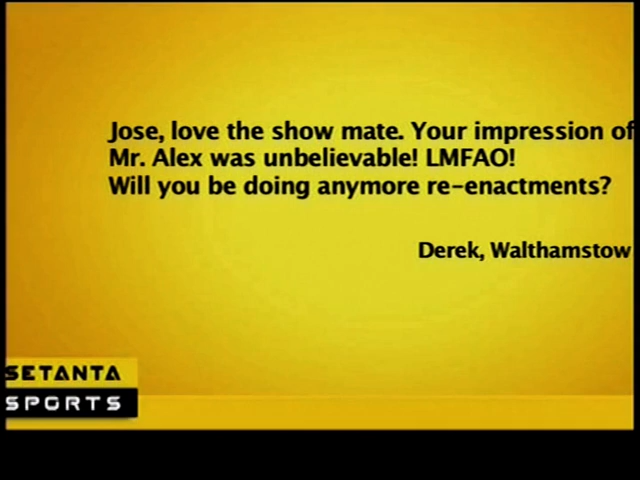 Jose, love the show mate. Your impression of
Mr. Alex was unbelievable! LMFAO!
Will you be doing anymore re-enactments?
Derek, Walthamstow
SETANTA
SPORTS